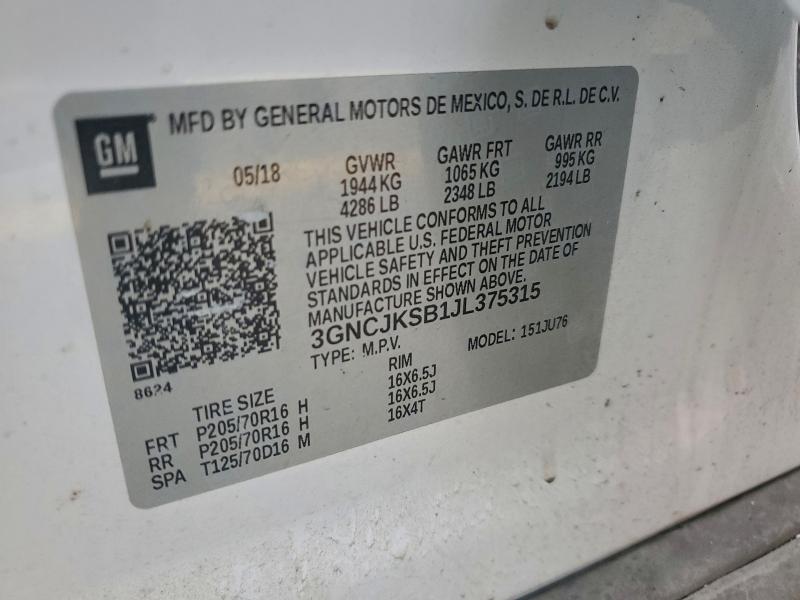 GM
MFD BY GENERAL MOTORS DE MEXICO, S. DE R.L. DE C.V.
05/18 GVWR GAWR FRT GAWR RR
1944 KG 1065 KG 995 KG
4286 LB 2348 LB 2194 LB
THIS VEHICLE CONFORMS TO ALL
APPLICABLE U.S. FEDERAL MOTOR
VEHICLE SAFETY AND THEFT PREVENTION
STANDARDS IN EFFECT ON THE DATE OF
MANUFACTURE SHOWN ABOVE.
3GNCJKSB1JL375315
TYPE: M.P.V. MODEL: 151JU76
8624
TIRE SIZE RIM
FRT P205/70R16 H 16X6.5J
RR P205/70R16 H 16X6.5J
SPA T125/70D16 M 16X4T